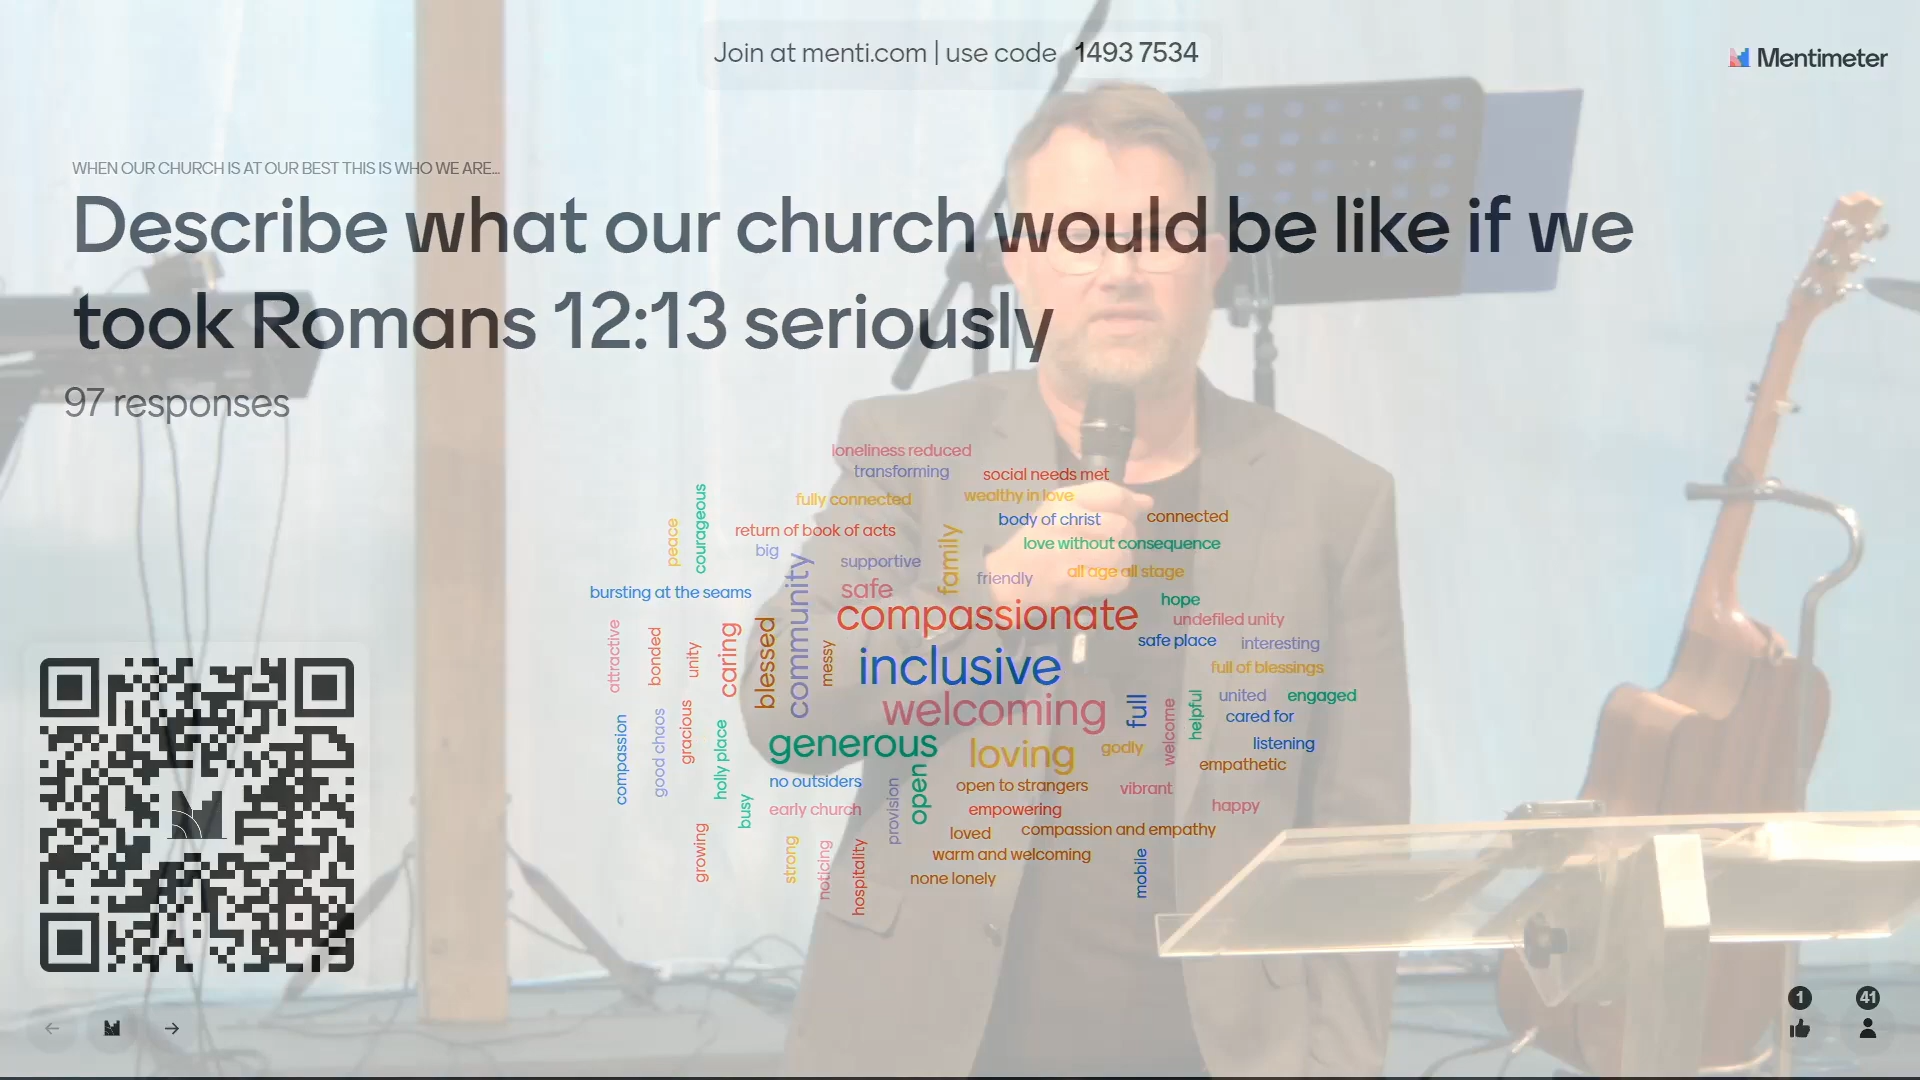 Join at menti.com | use code 1493 7534
Mentimeter
WHEN OUR CHURCH IS AT OUR BEST THIS IS WHO WE ARE...
Describe what our church would be like if we
took Romans 12:13 seriously
97 responses
loneliness reduced
transforming
social needs met
fully connected
wealthy in love
courageous
peace
return of book of acts
body of christ
connected
big
love without consequence
supportive
family
friendly
all age all stage
bursting at the seams
community
safe
hope
compassionate
undefiled unity
safe place
interesting
attractive
bonded
unity
caring
blessed
messy
inclusive
full of blessings
welcoming
full
helpful
united
engaged
cared for
compassion
good chaos
gracious
holly place
generous
loving
godly
welcome
listening
empathetic
no outsiders
open
open to strangers
vibrant
busy
early church
provision
empowering
happy
loved
compassion and empathy
growing
strong
noticing
hospitality
warm and welcoming
mobile
none lonely
1
41